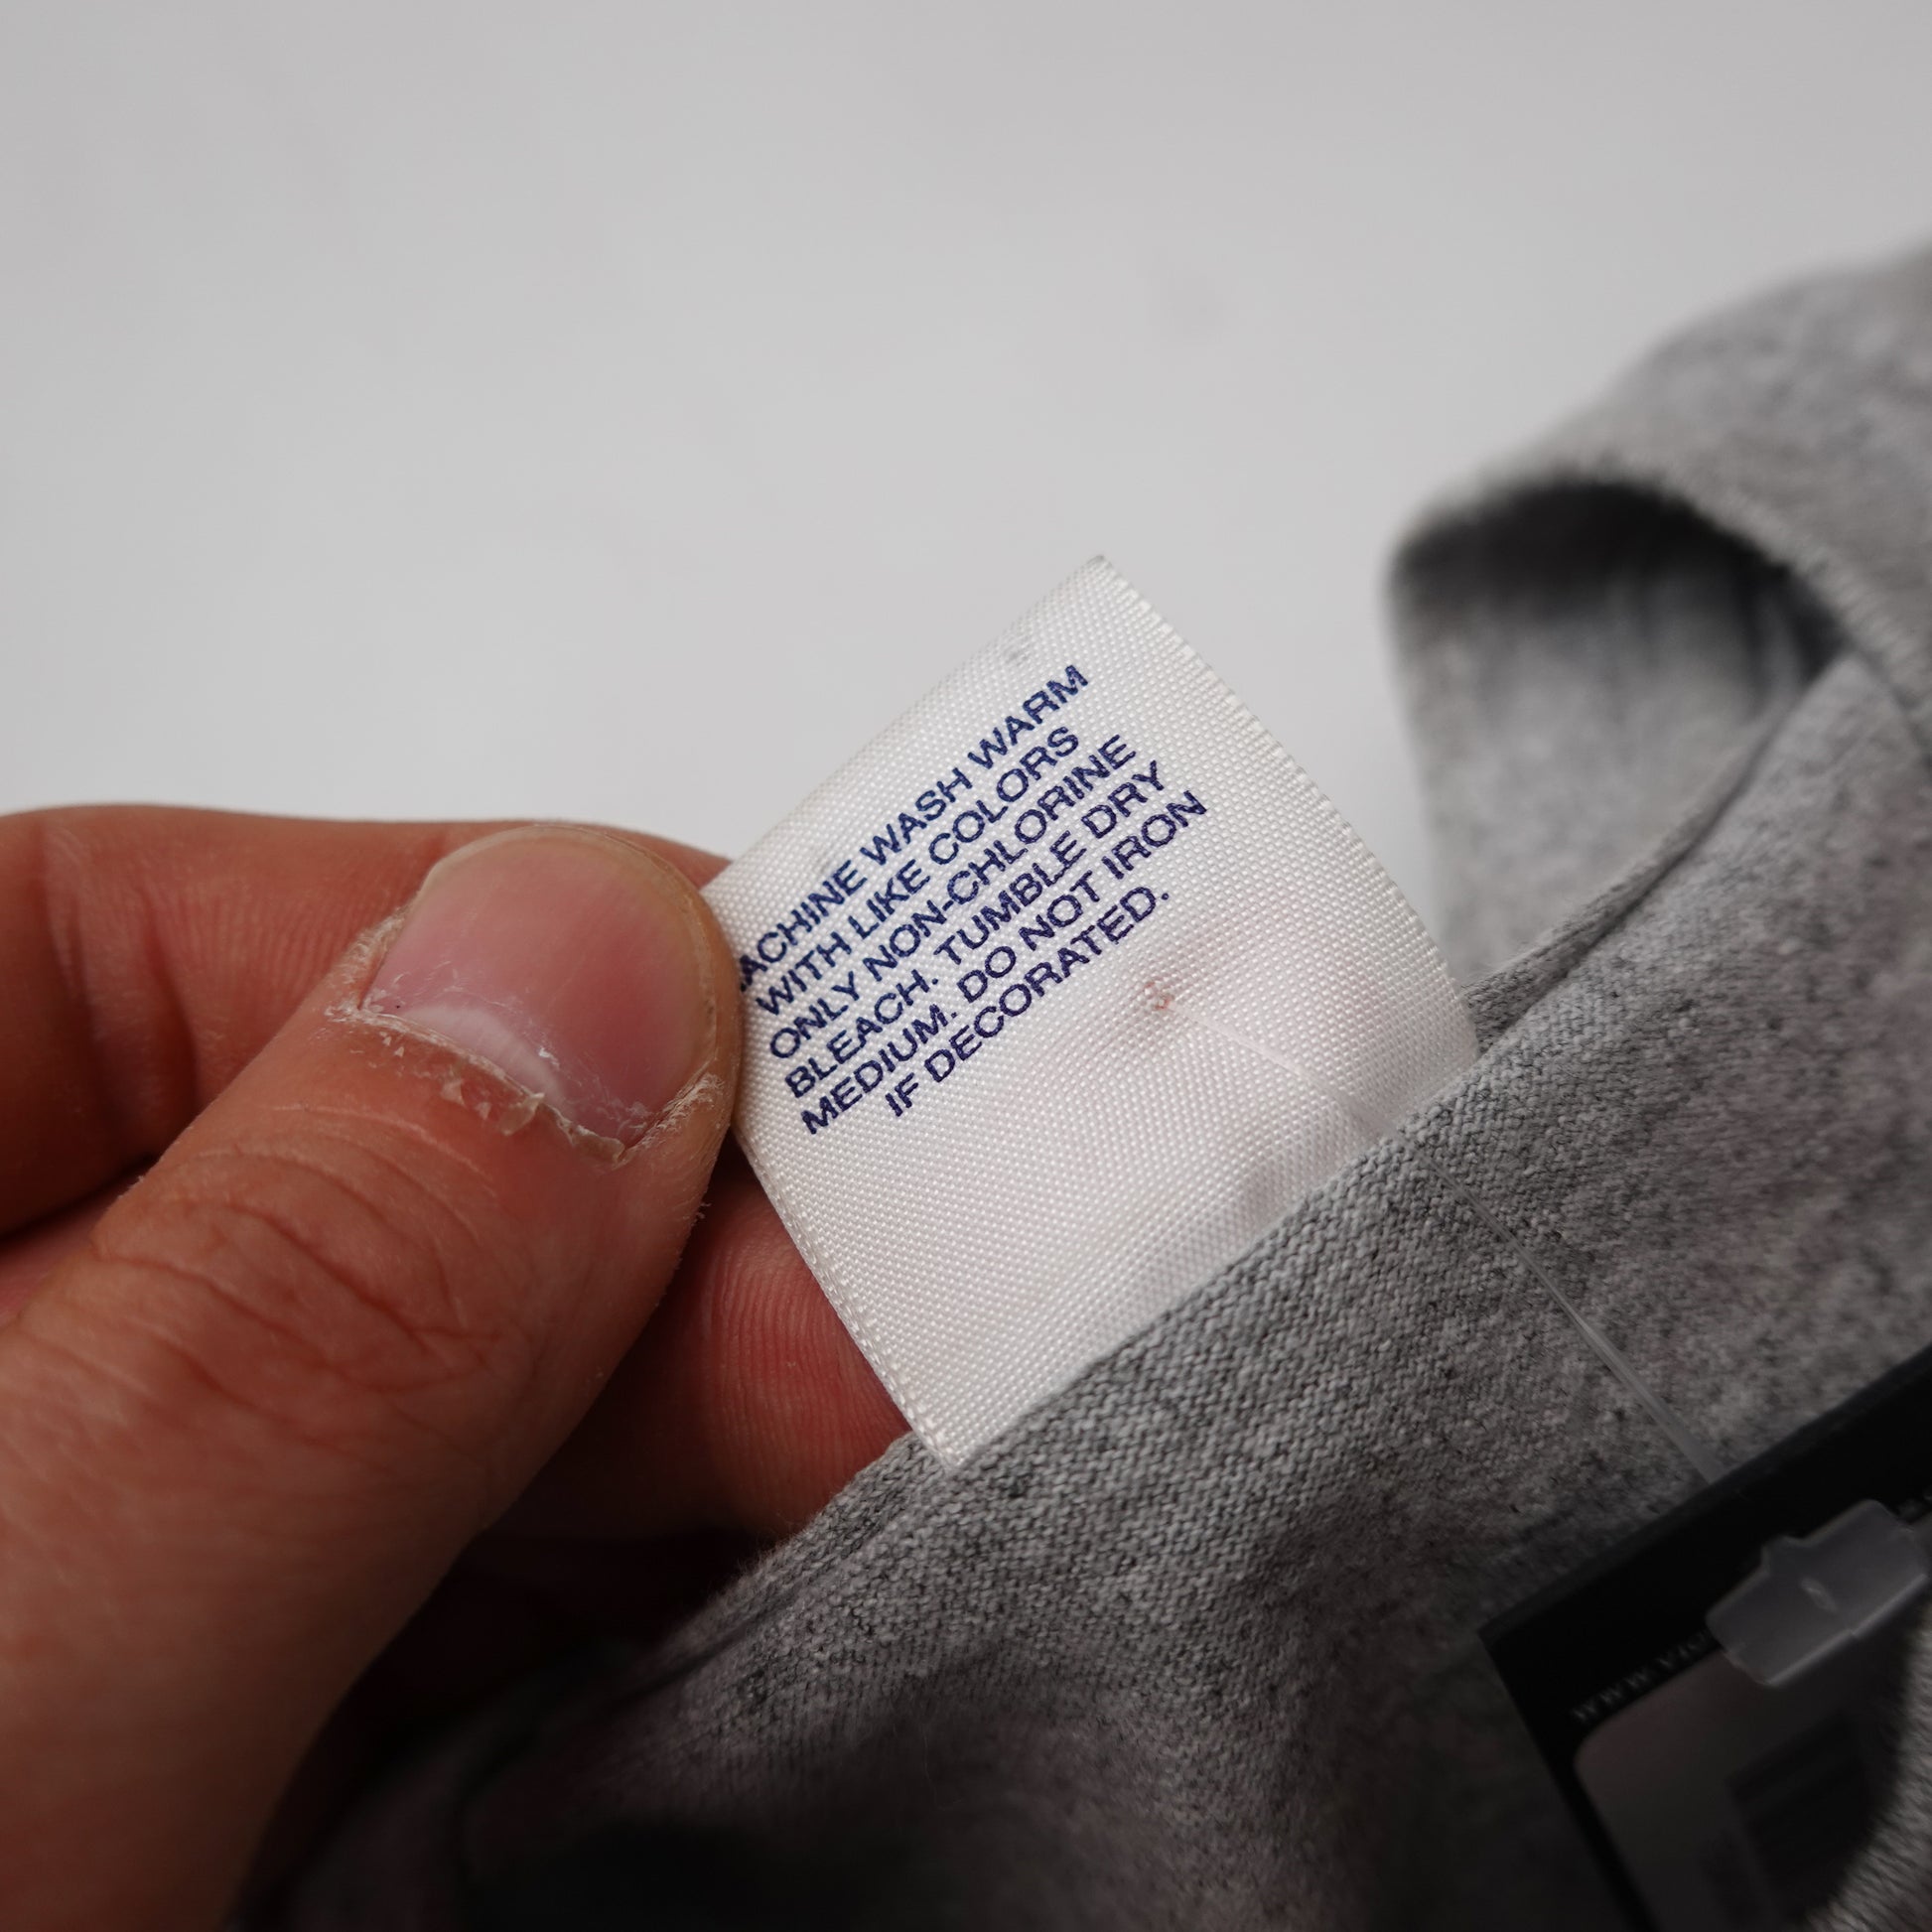 ACHINE WASH WARM
WITH LIKE COLORS
ONLY NON-CHLORINE
BLEACH. TUMBLE DRY
MEDIUM. DO NOT IRON
IF DECORATED.